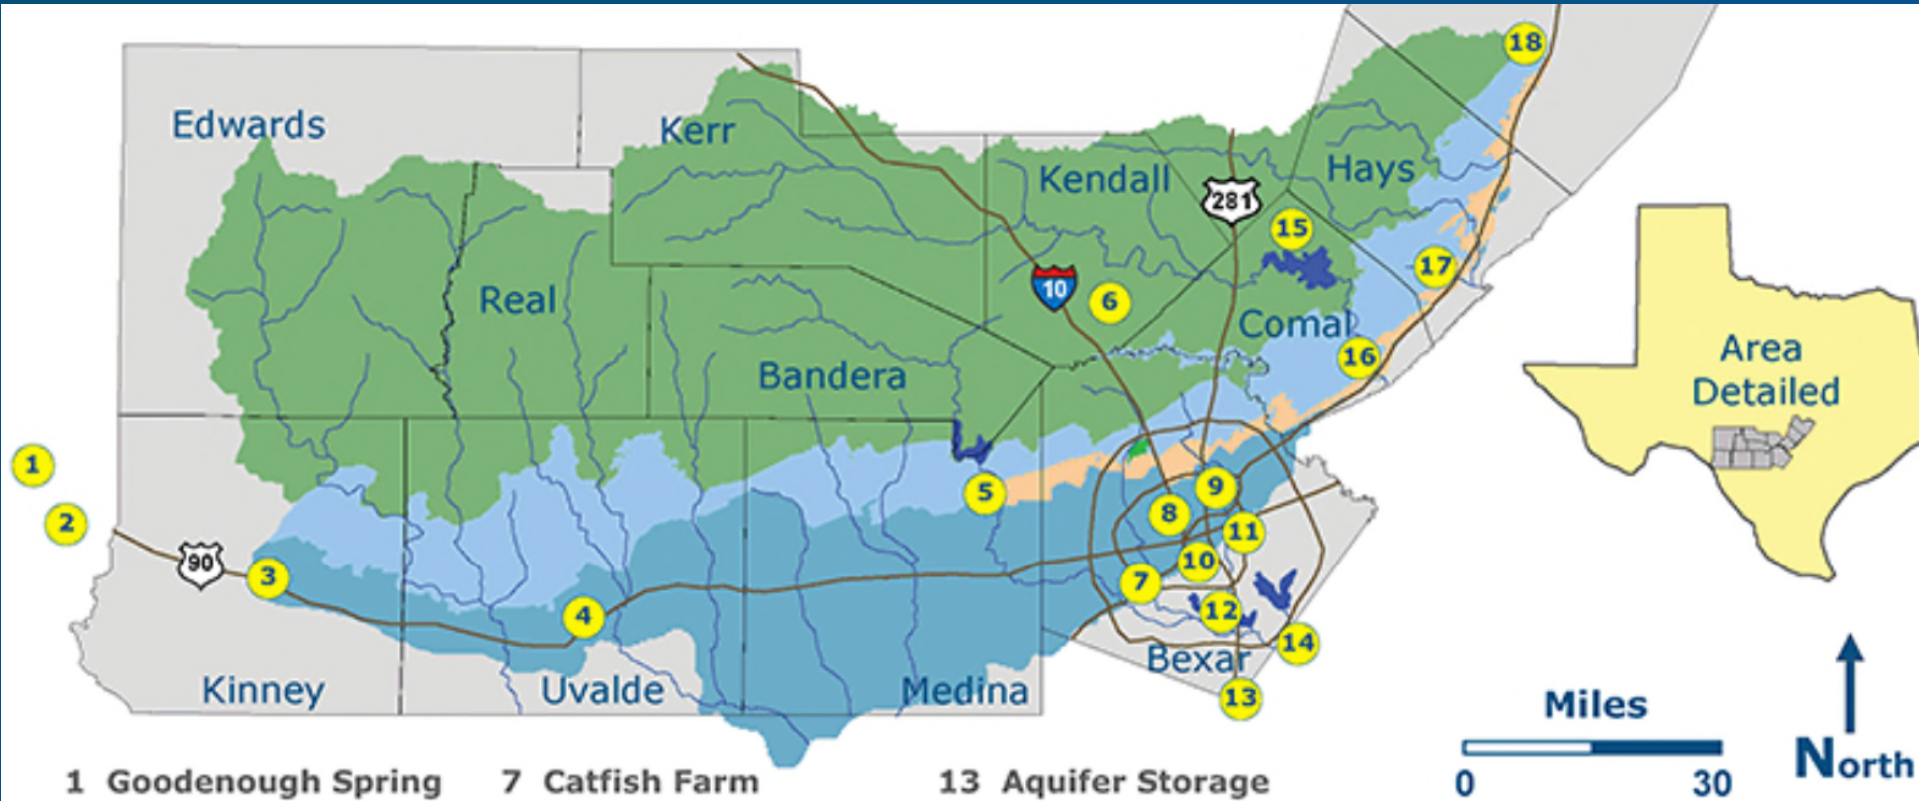 18
Edwards
Kerr
Hays
Kendall
281
15
17
10
6
Real
Comal
Area
Detailed
16
Bandera
1
5
9
2
8
11
90
3
10
7
4
12
14
Bexar
Kinney
Uvalde
Medina
13
Miles
North
0
30
1 Goodenough Spring
7 Catfish Farm
13 Aquifer Storage